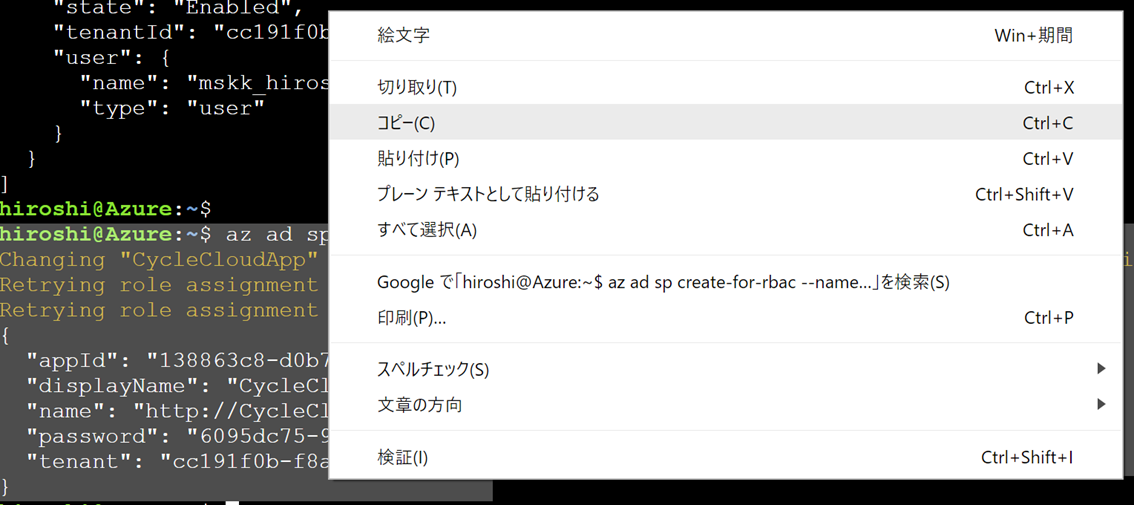 "state": "Enabled",
"tenantId": "cc191f0b
"user": {
"name": "mskk_hiros
"type": "user"
}
}
]
hiroshi@Azure:~$
hiroshi@Azure:~$ az ad sp
Changing "CycleCloudApp"
Retrying role assignment
Retrying role assignment
{
"appId": "138863c8-d0b7
"displayName": "CycleCl
"name": "http://CycleCl
"password": "6095dc75-9
"tenant": "cc191f0b-f8a
}
絵文字 Win+期間
切り取り(T) Ctrl+X
コピー(C) Ctrl+C
貼り付け(P) Ctrl+V
プレーン テキストとして貼り付ける Ctrl+Shift+V
すべて選択(A) Ctrl+A
Google で「hiroshi@Azure:~$ az ad sp create-for-rbac --name...」を検索(S)
印刷(P)... Ctrl+P
スペルチェック(S)
文章の方向
検証(I) Ctrl+Shift+I